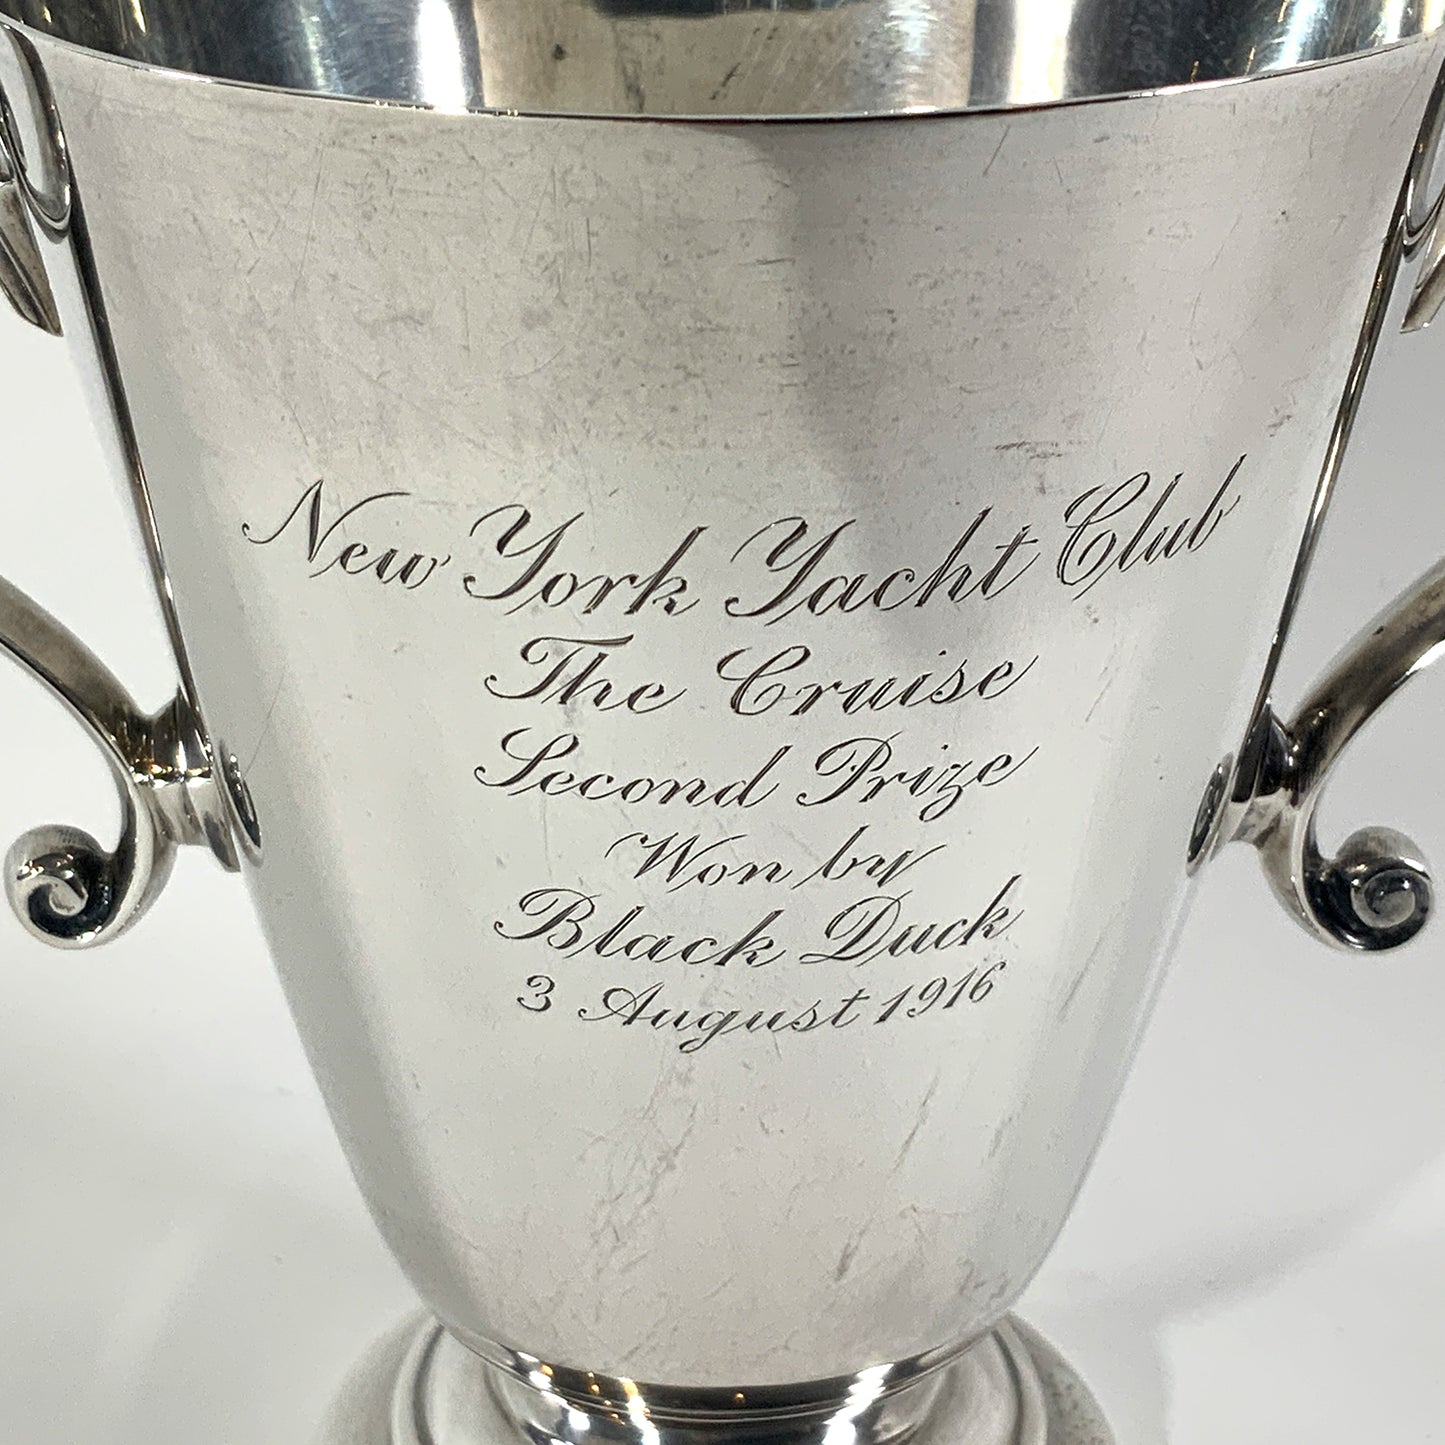 New York Yacht Club
The Cruise
Second Prize
Won by
Black Duck
3 August 1916